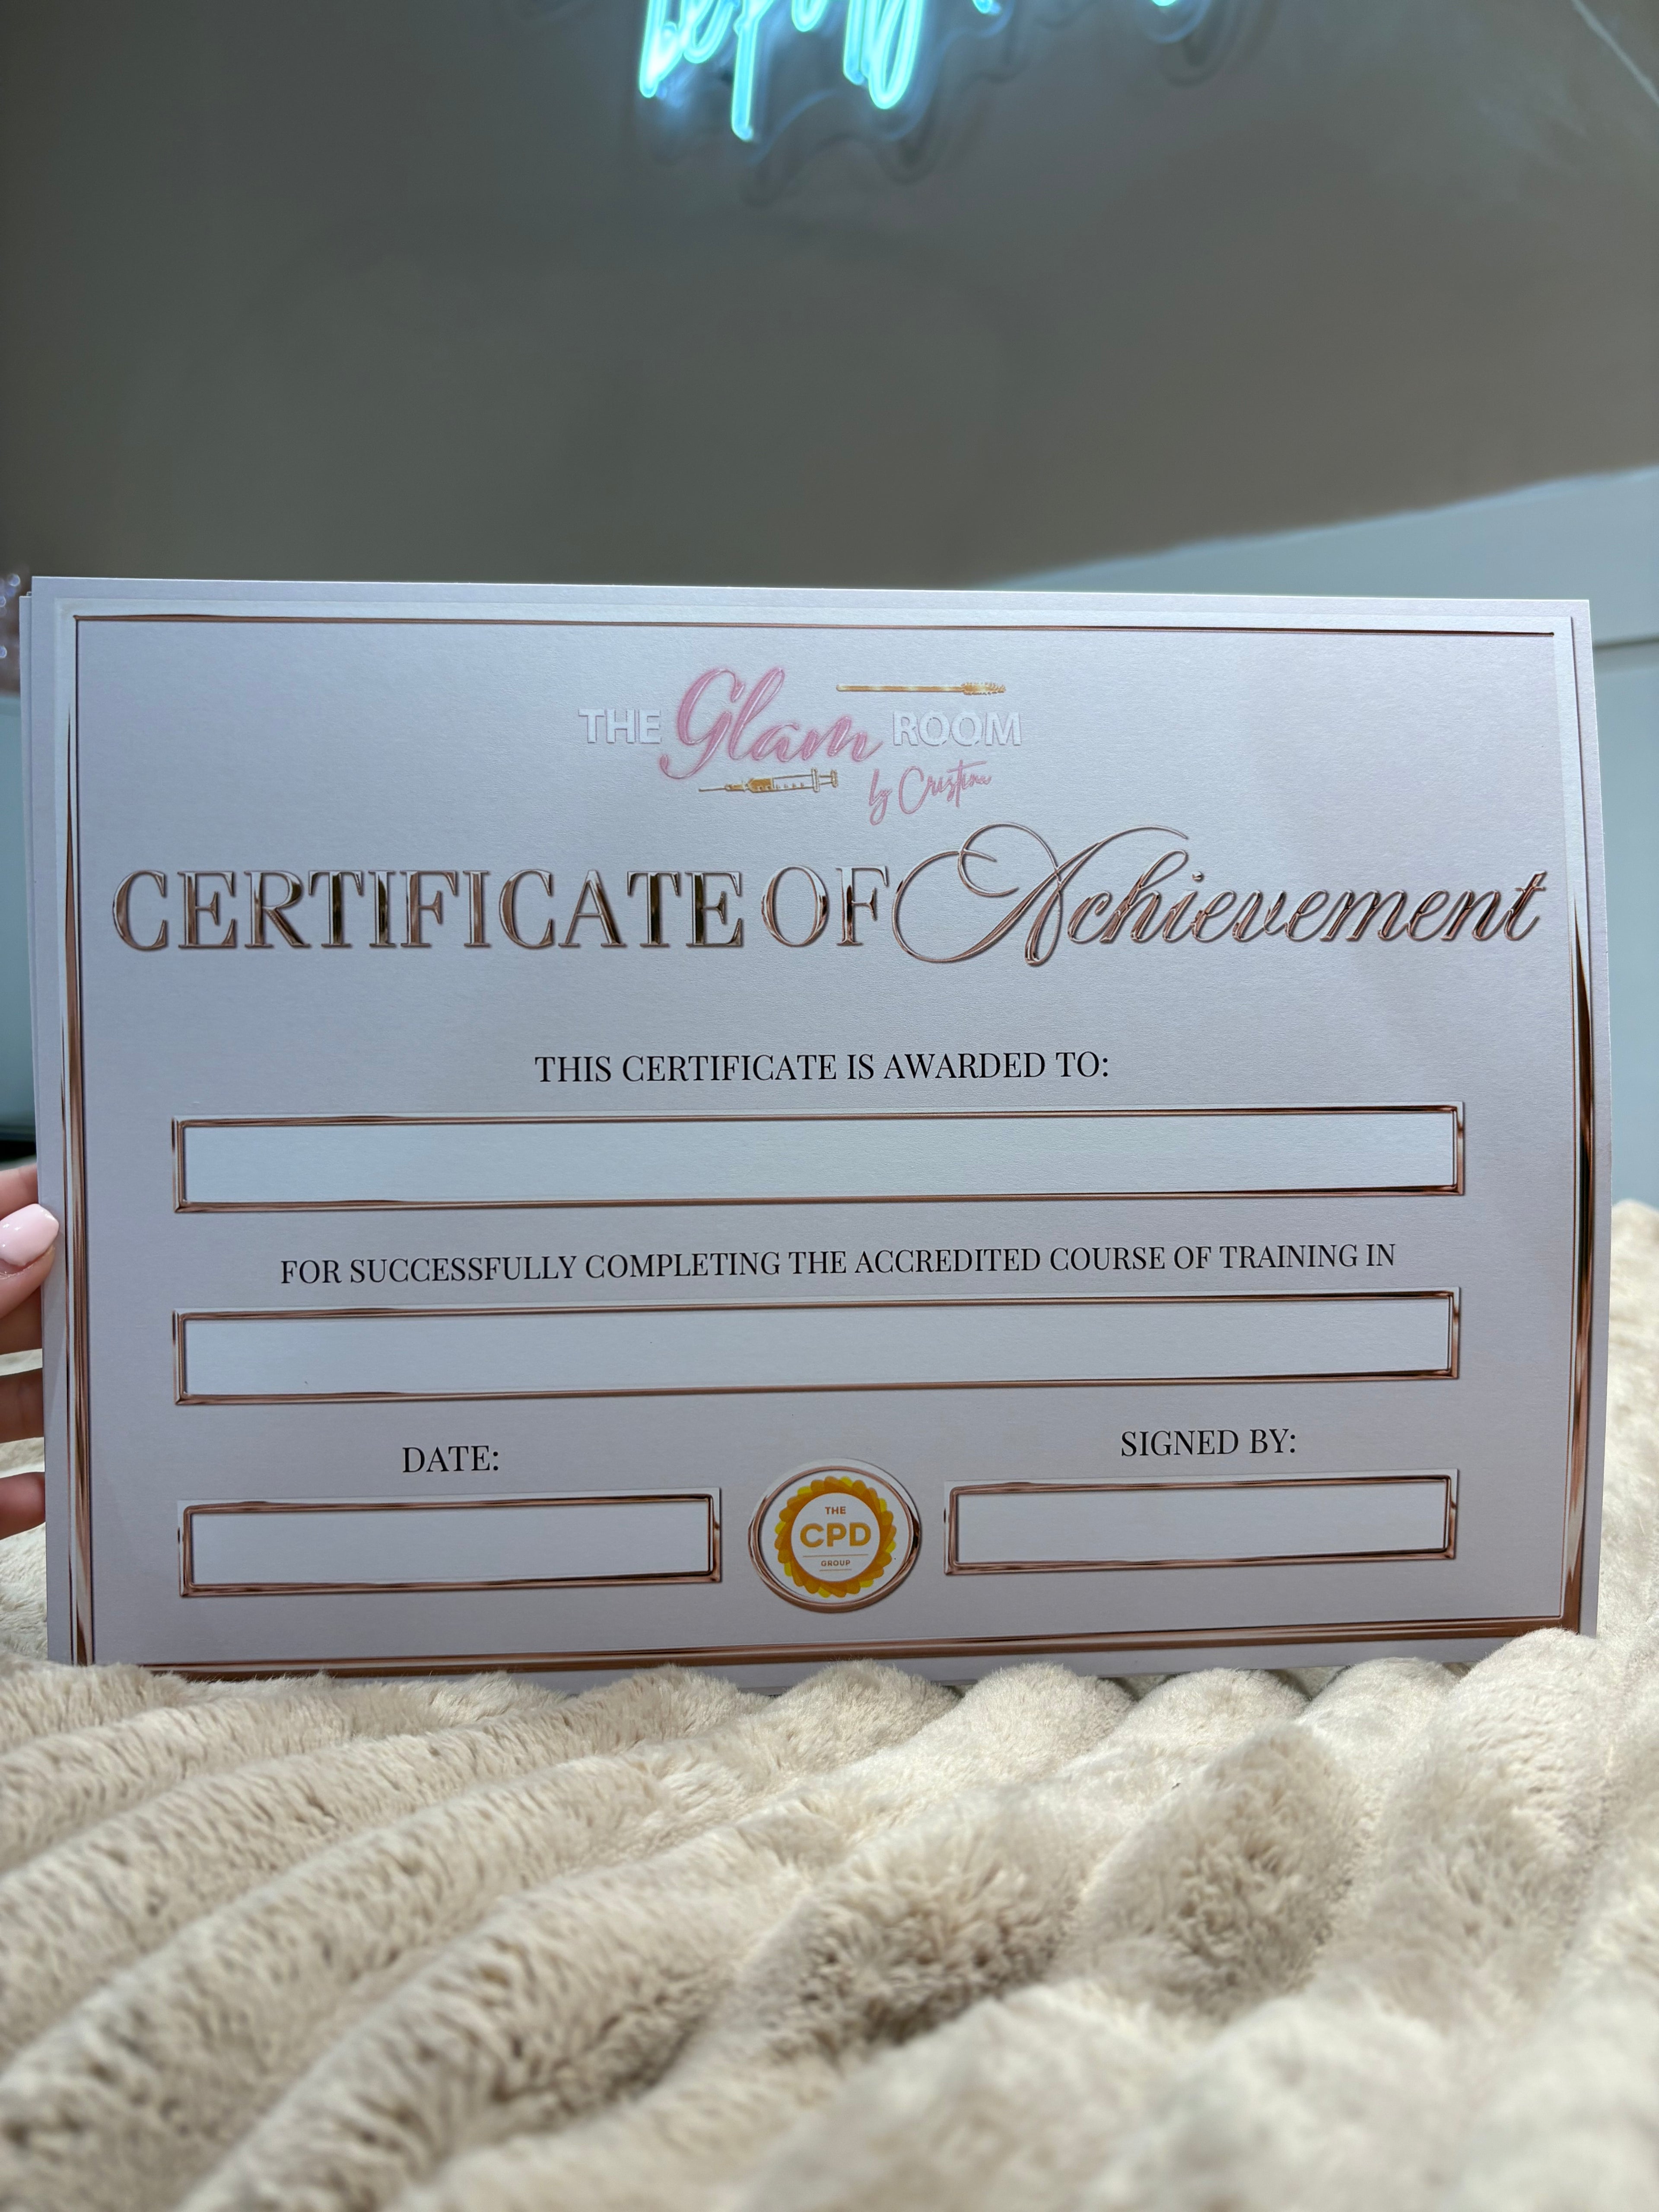 THE Glam ROOM
by Cristina
CERTIFICATE OF Achievement
THIS CERTIFICATE IS AWARDED TO:
FOR SUCCESSFULLY COMPLETING THE ACCREDITED COURSE OF TRAINING IN
DATE:
SIGNED BY:
THE
CPD
GROUP